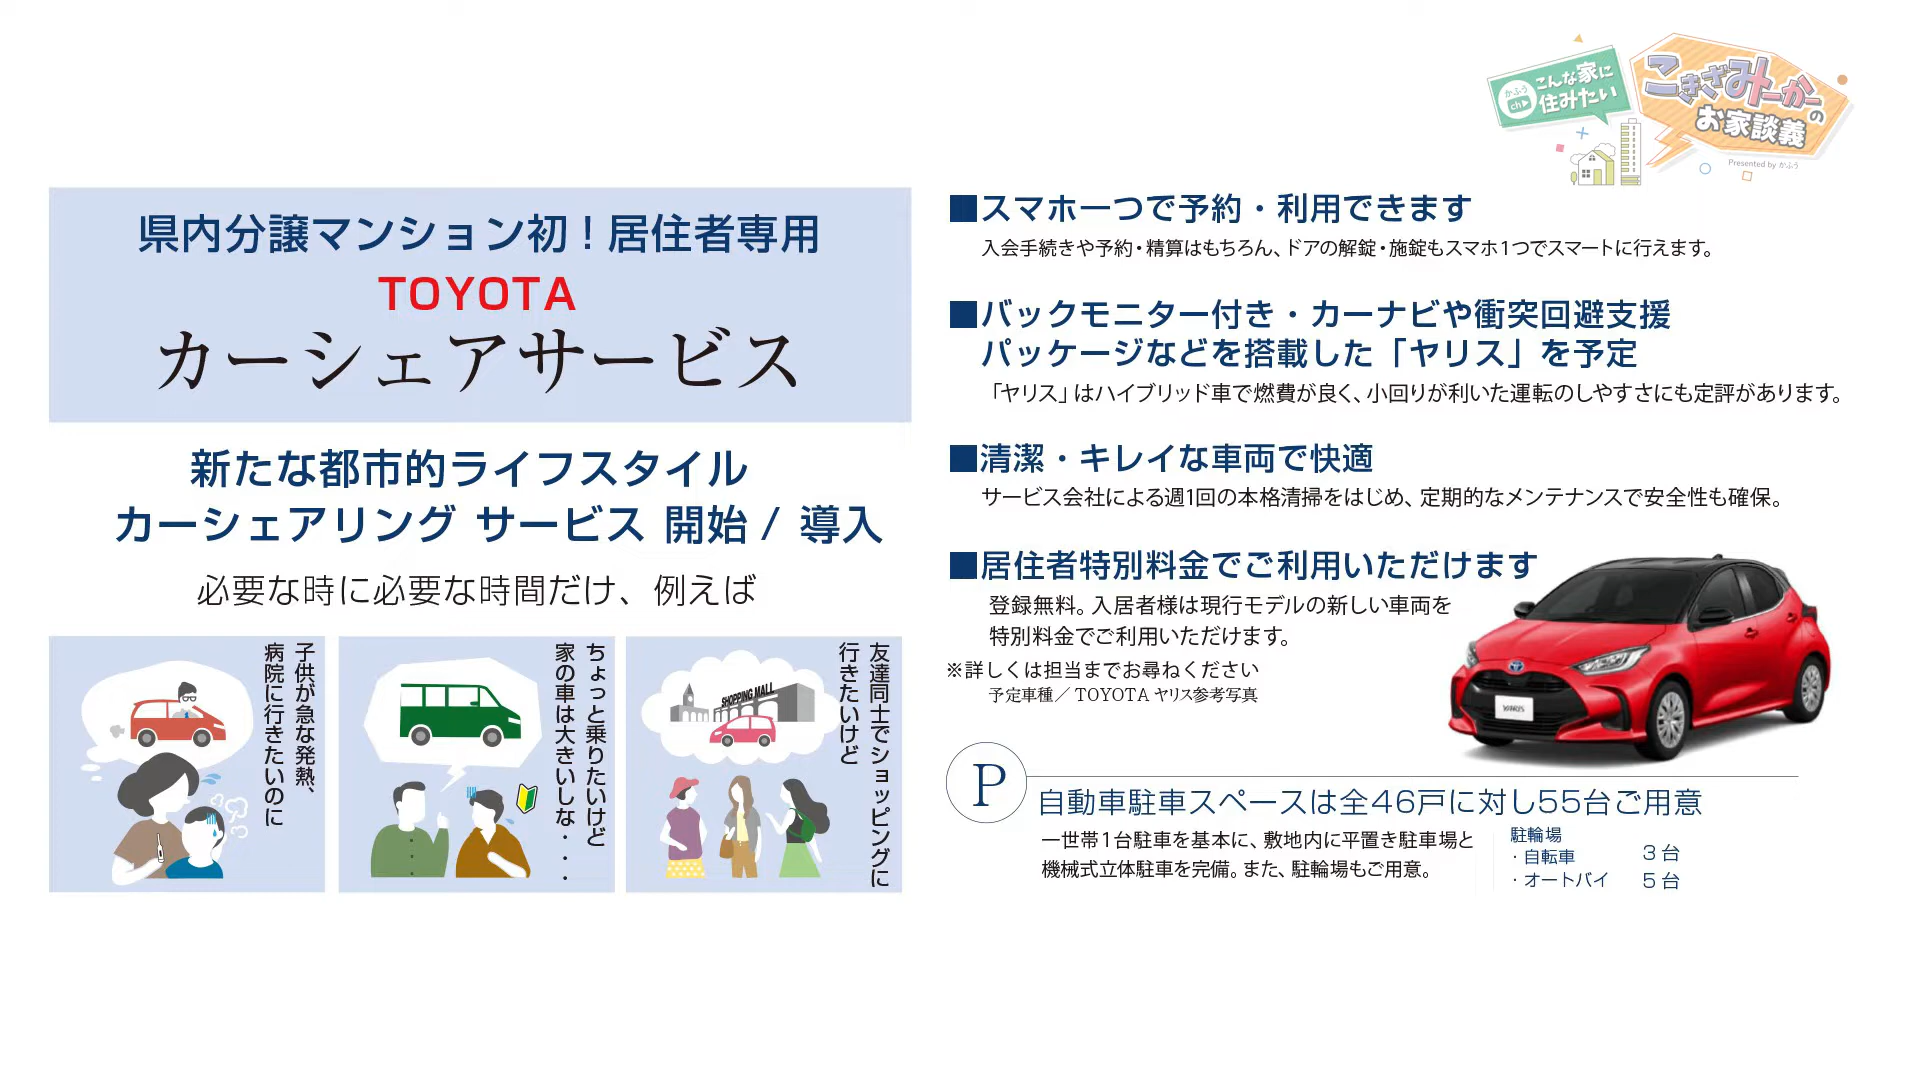 かふうch
こんな家に
住みたい
こきざみトーカーの
お家談義
Presented by かふう
県内分譲マンション初！居住者専用
TOYOTA
カーシェアサービス
新たな都市的ライフスタイル
カーシェアリング サービス 開始 / 導入
必要な時に必要な時間だけ、例えば
子供が急な発熱、
病院に行きたいのに
ちょっと乗りたいけど
家の車は大きいしな・・・
友達同士でショッピングに
行きたいけど
SHOPPING MALL
■スマホ一つで予約・利用できます
入会手続きや予約・精算はもちろん、ドアの解錠・施錠もスマホ1つでスマートに行えます。
■バックモニター付き・カーナビや衝突回避支援
パッケージなどを搭載した「ヤリス」を予定
「ヤリス」はハイブリッド車で燃費が良く、小回りが利いた運転のしやすさにも定評があります。
■清潔・キレイな車両で快適
サービス会社による週1回の本格清掃をはじめ、定期的なメンテナンスで安全性も確保。
■居住者特別料金でご利用いただけます
登録無料。入居者様は現行モデルの新しい車両を
特別料金でご利用いただけます。
※詳しくは担当までお尋ねください
予定車種／ TOYOTA ヤリス参考写真
YARIS
P
自動車駐車スペースは全46戸に対し55台ご用意
一世帯1台駐車を基本に、敷地内に平置き駐車場と
機械式立体駐車を完備。また、駐輪場もご用意。
駐輪場
・自転車 3 台
・オートバイ 5 台